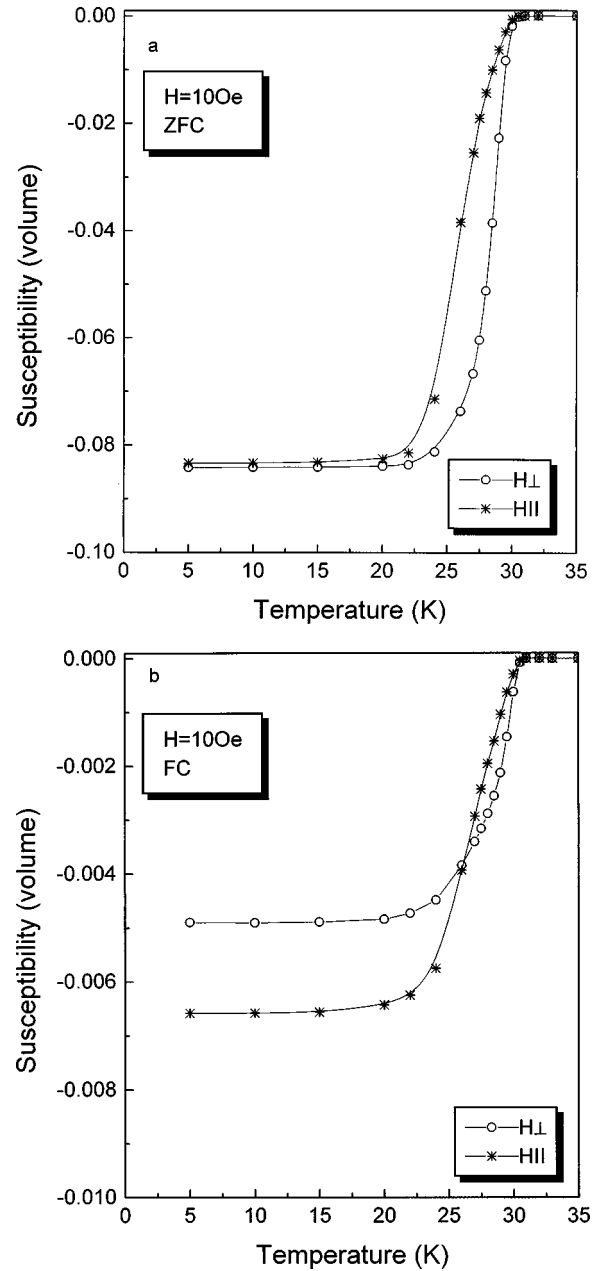 a
H=10Oe
ZFC
0.00
-0.02
-0.04
-0.06
-0.08
-0.10
Susceptibility (volume)
H⊥
HII
0 5 10 15 20 25 30 35
Temperature (K)
b
H=10Oe
FC
0.000
-0.002
-0.004
-0.006
-0.008
-0.010
Susceptibility (volume)
H⊥
HII
0 5 10 15 20 25 30 35
Temperature (K)